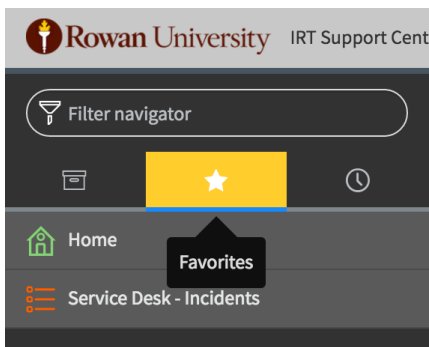 Rowan University IRT Support Cent
Filter navigator
Home
Favorites
Service Desk - Incidents